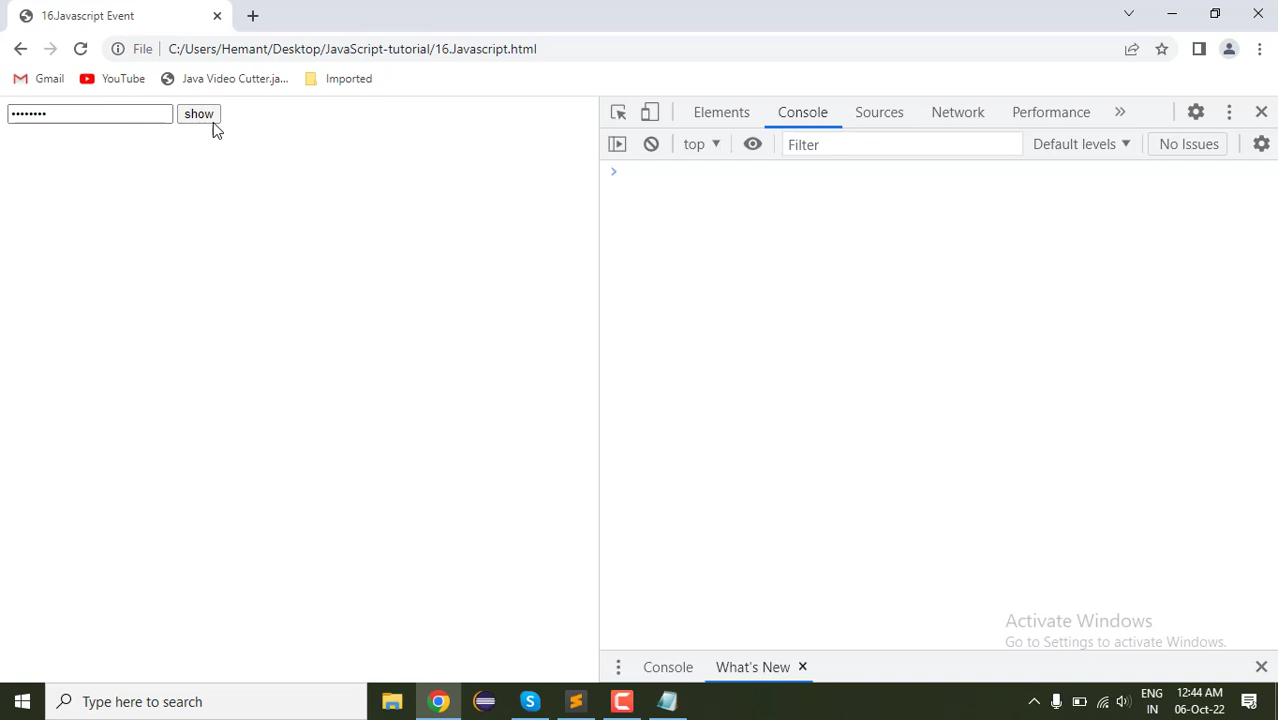 16.Javascript Event
File C:/Users/Hemant/Desktop/JavaScript-tutorial/16.Javascript.html
Gmail YouTube Java Video Cutter.ja... Imported
•••••••• show
Elements Console Sources Network Performance
top Filter Default levels No Issues
Activate Windows
Go to Settings to activate Windows.
Console What's New
Type here to search
ENG 12:44 AM
IN 06-Oct-22